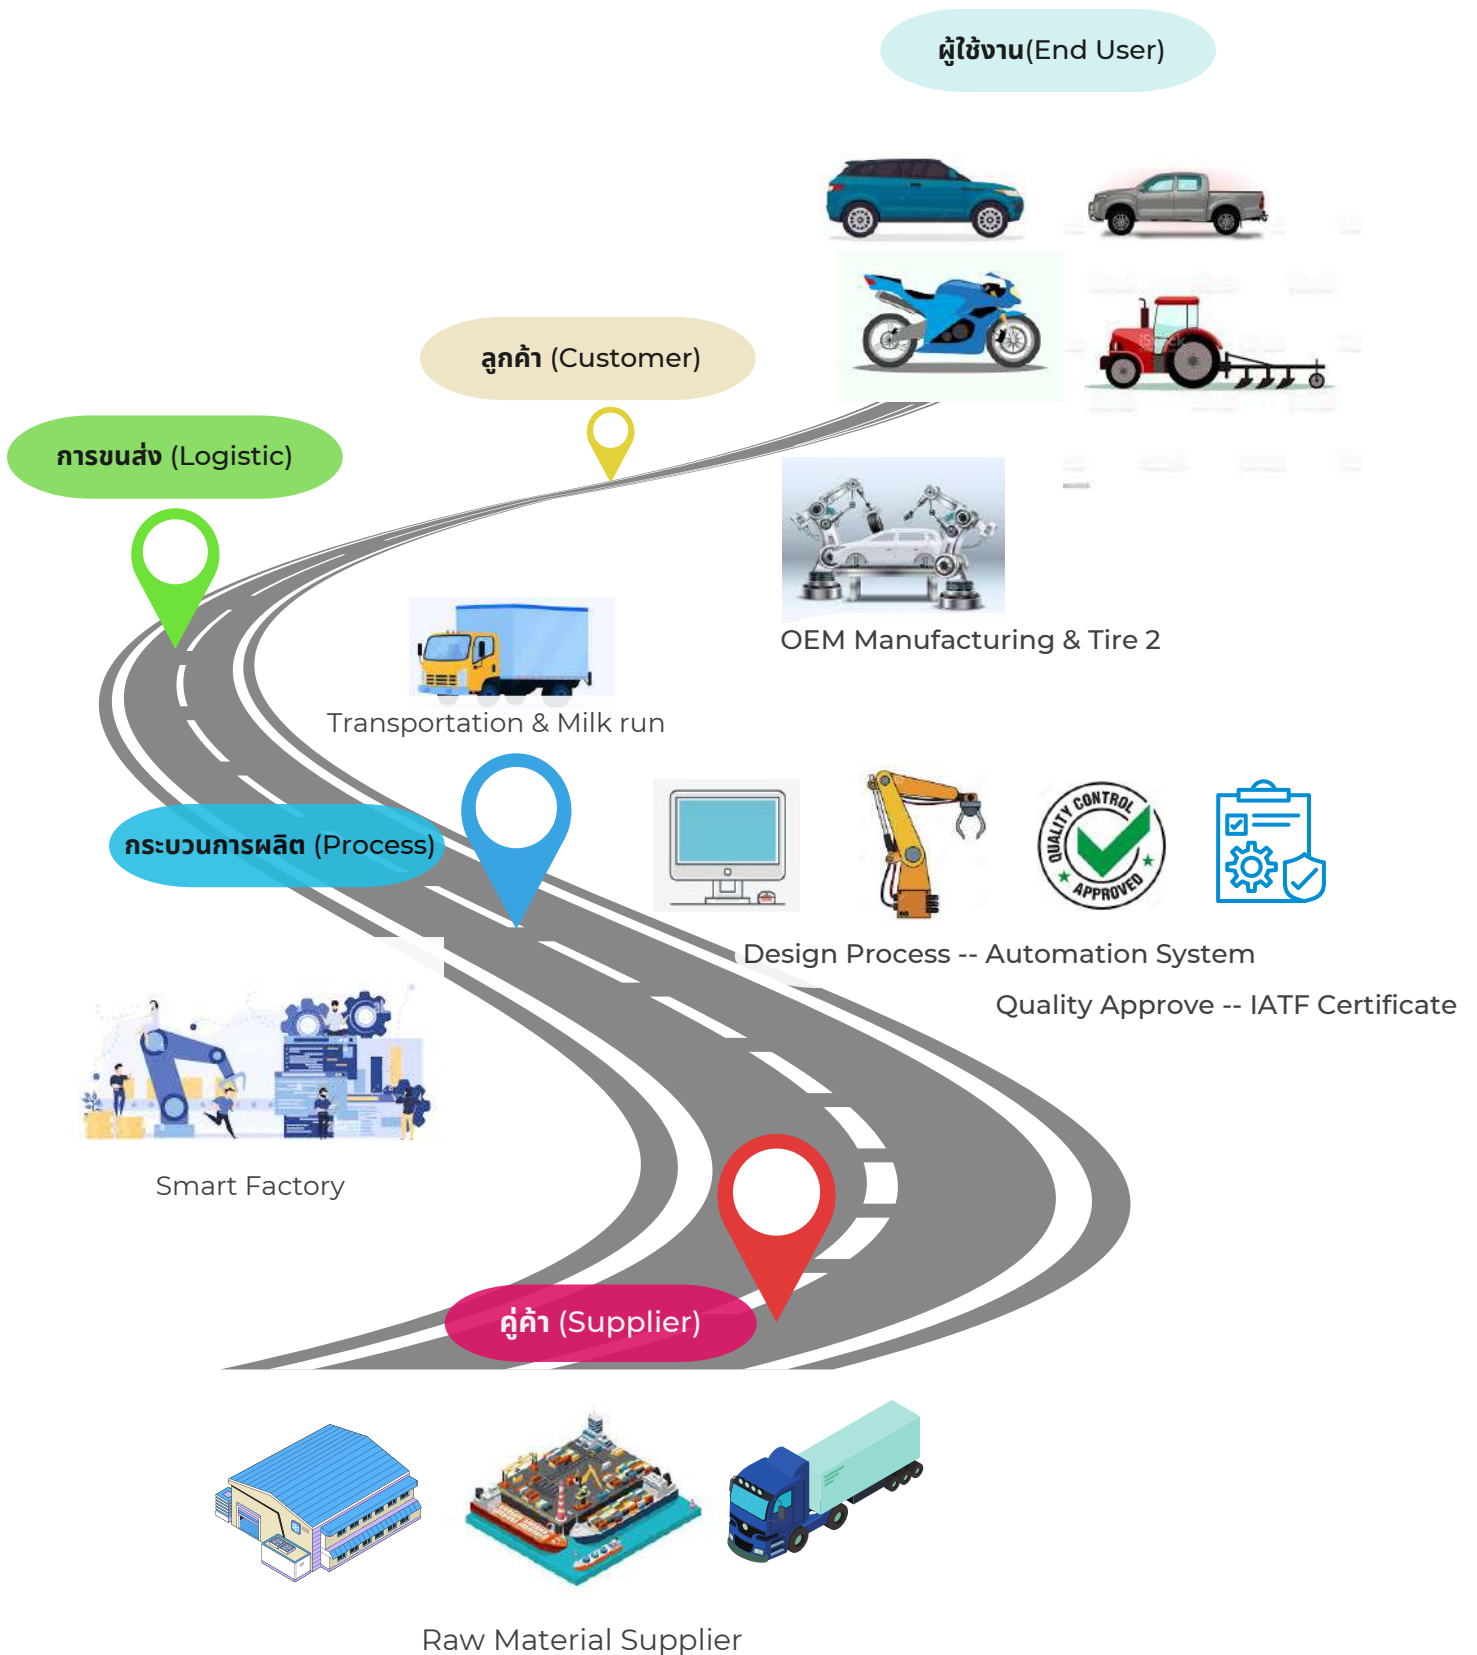 ผู้ใช้งาน(End User)
ลูกค้า (Customer)
iStock
การขนส่ง (Logistic)
OEM Manufacturing & Tire 2
Transportation & Milk run
กระบวนการผลิต (Process)
QUALITY CONTROL
APPROVED
Design Process -- Automation System
Quality Approve -- IATF Certificate
Smart Factory
คู่ค้า (Supplier)
Raw Material Supplier